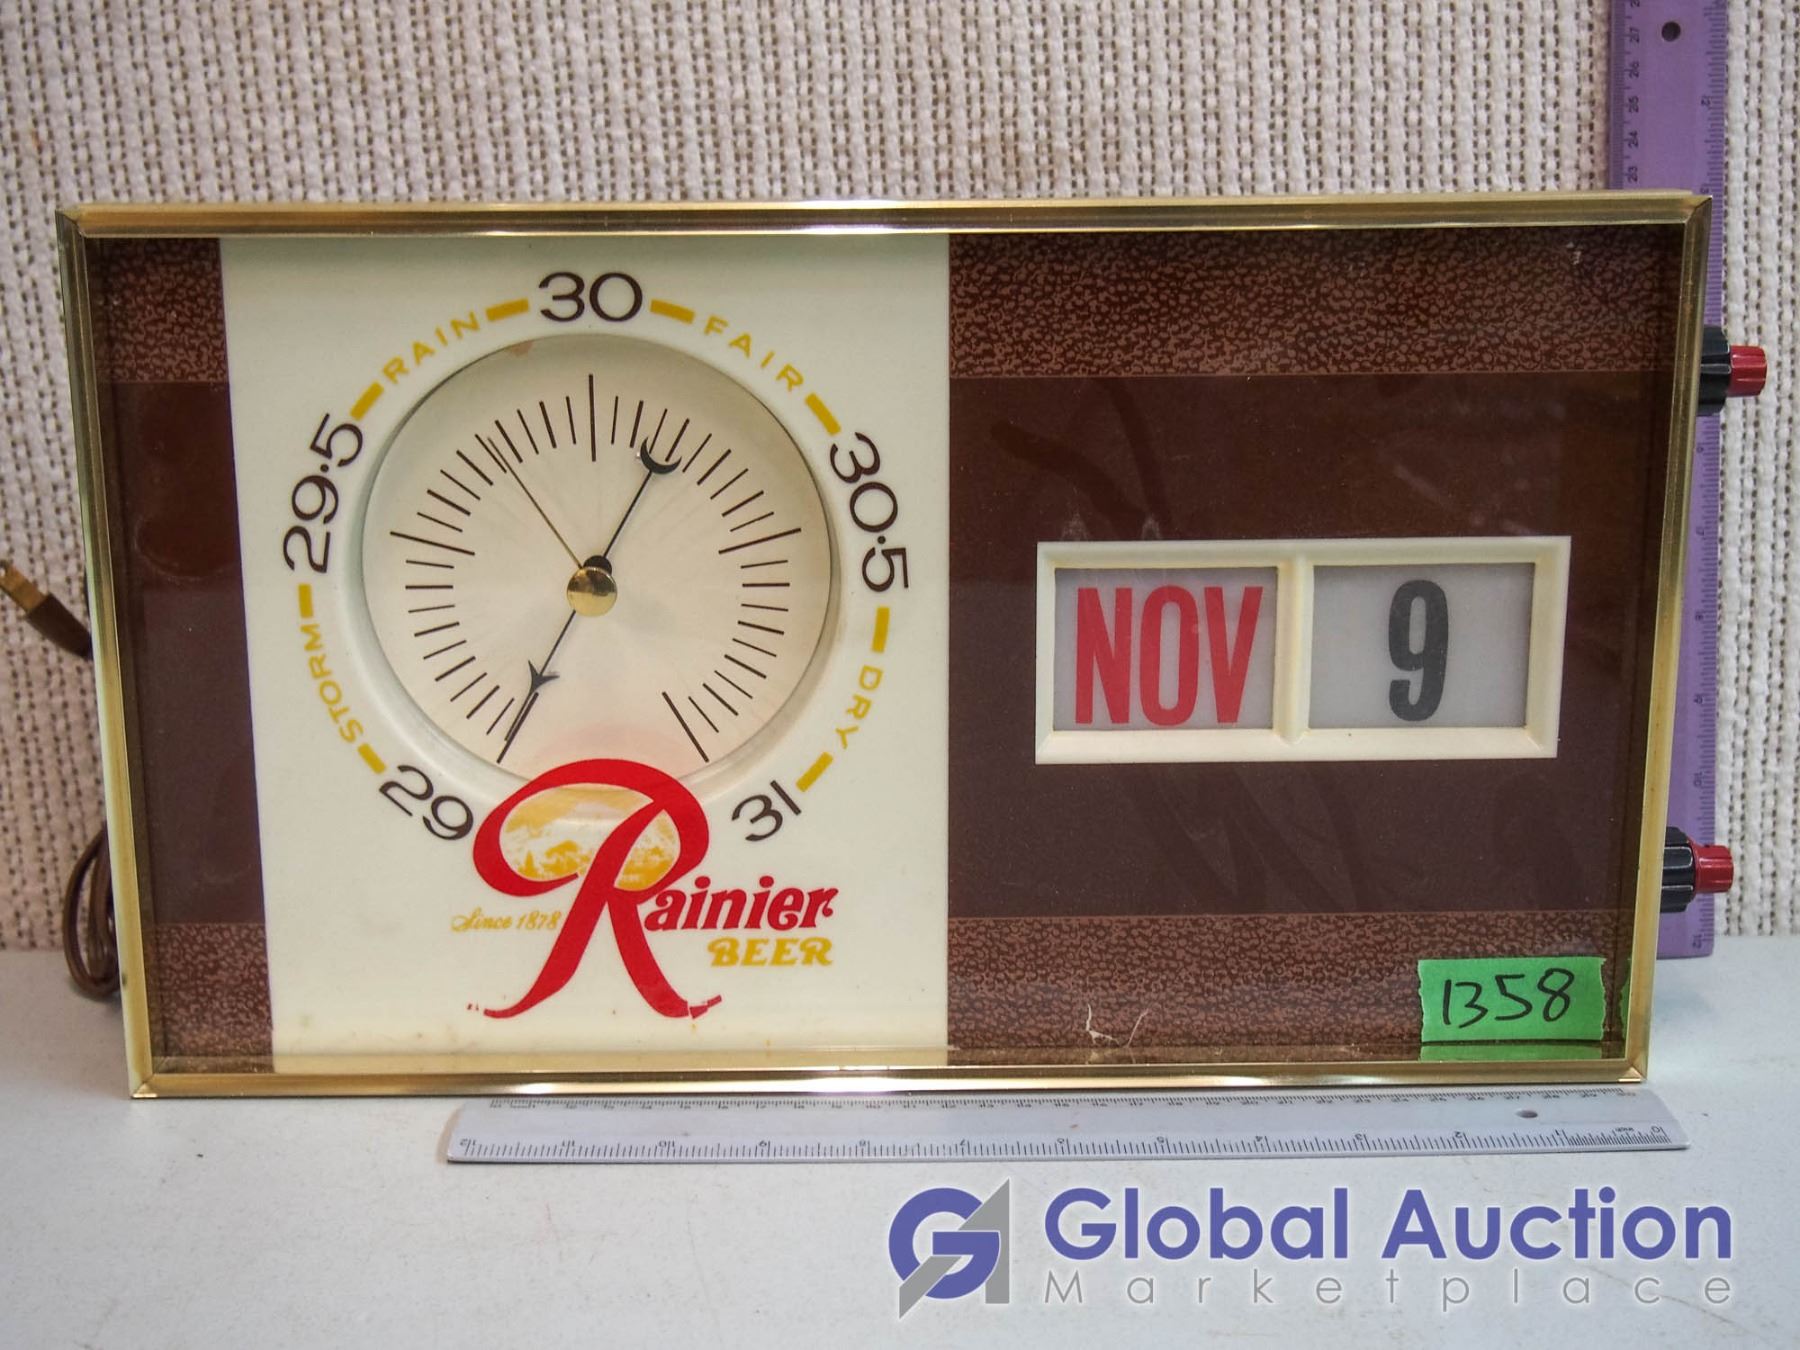 30
RAIN
FAIR
29.5
30.5
STORM
DRY
29
31
NOV 9
Since 1878
Rainier
BEER
1358
Global Auction
Marketplace